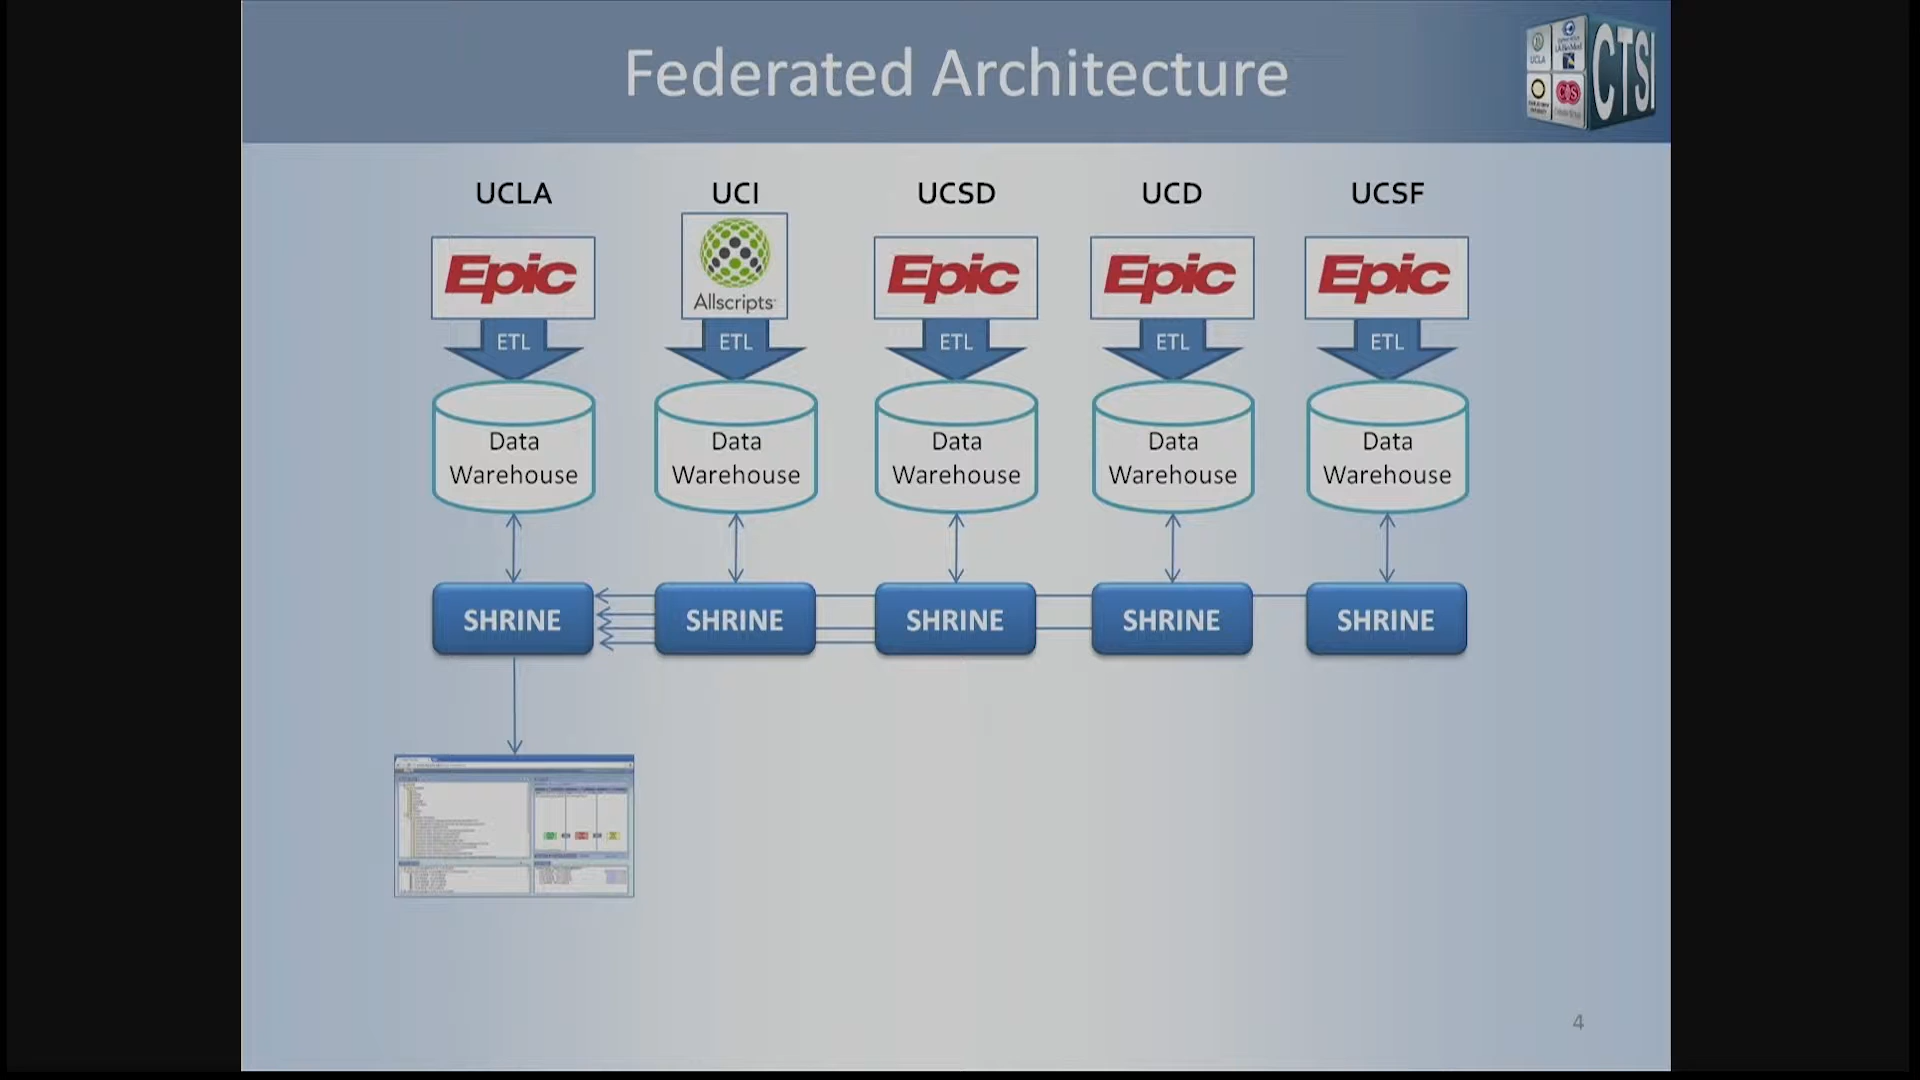 Federated Architecture
UCLA
CTSI
UCLA UCI UCSD UCD UCSF
Epic Allscripts Epic Epic Epic
ETL ETL ETL ETL ETL
Data Warehouse
Data Warehouse
Data Warehouse
Data Warehouse
Data Warehouse
SHRINE SHRINE SHRINE SHRINE SHRINE
4